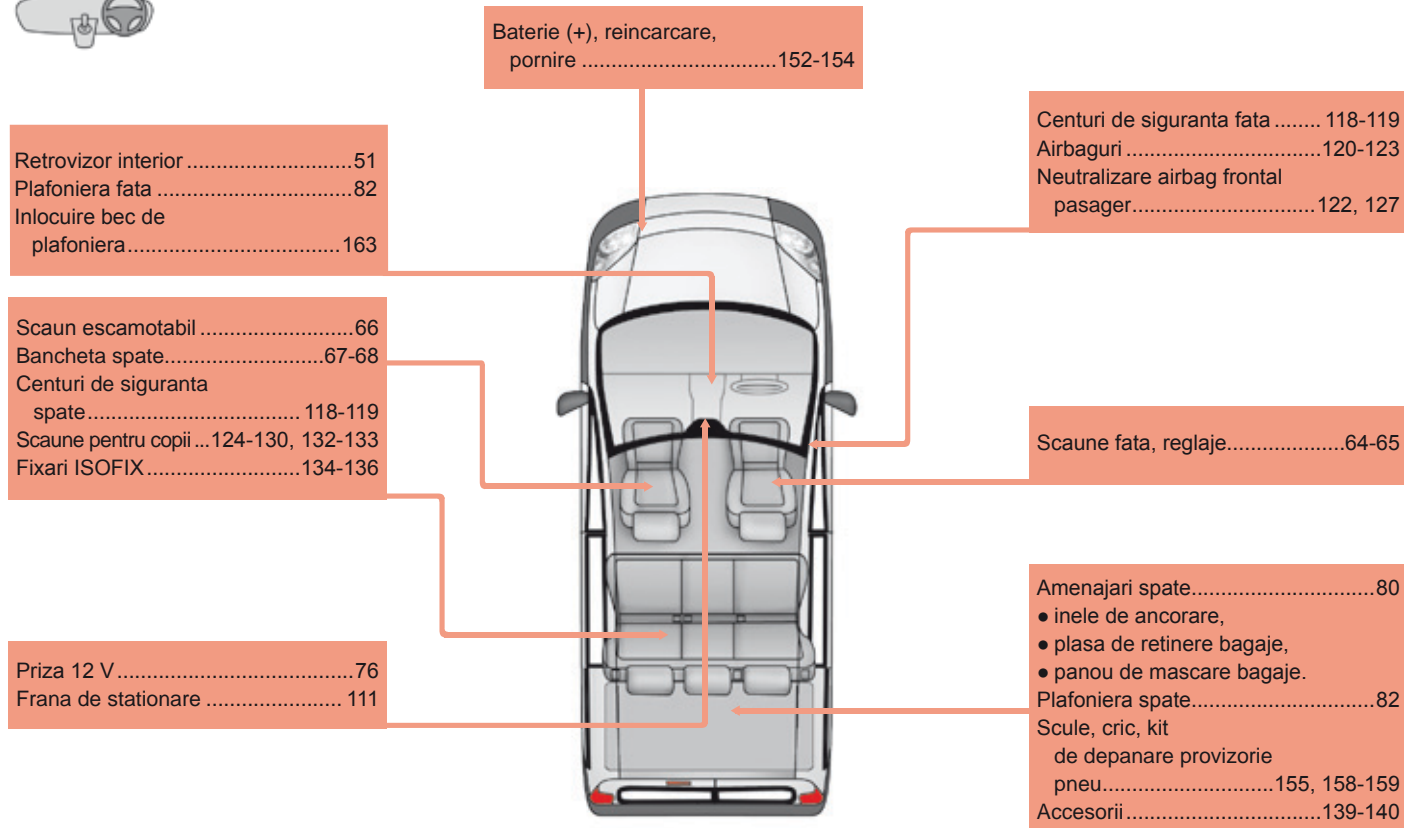 Baterie (+), reincarcare,
pornire .................................152-154
Retrovizor interior ............................51
Plafoniera fata .................................82
Inlocuire bec de
plafoniera....................................163
Centuri de siguranta fata ........ 118-119
Airbaguri .................................120-123
Neutralizare airbag frontal
pasager...............................122, 127
Scaun escamotabil ..........................66
Bancheta spate...........................67-68
Centuri de siguranta
spate.................................... 118-119
Scaune pentru copii ...124-130, 132-133
Fixari ISOFIX..........................134-136
Scaune fata, reglaje....................64-65
Priza 12 V........................................76
Frana de stationare ....................... 111
Amenajari spate...............................80
● inele de ancorare,
● plasa de retinere bagaje,
● panou de mascare bagaje.
Plafoniera spate...............................82
Scule, cric, kit
de depanare provizorie
pneu.............................155, 158-159
Accesorii .................................139-140